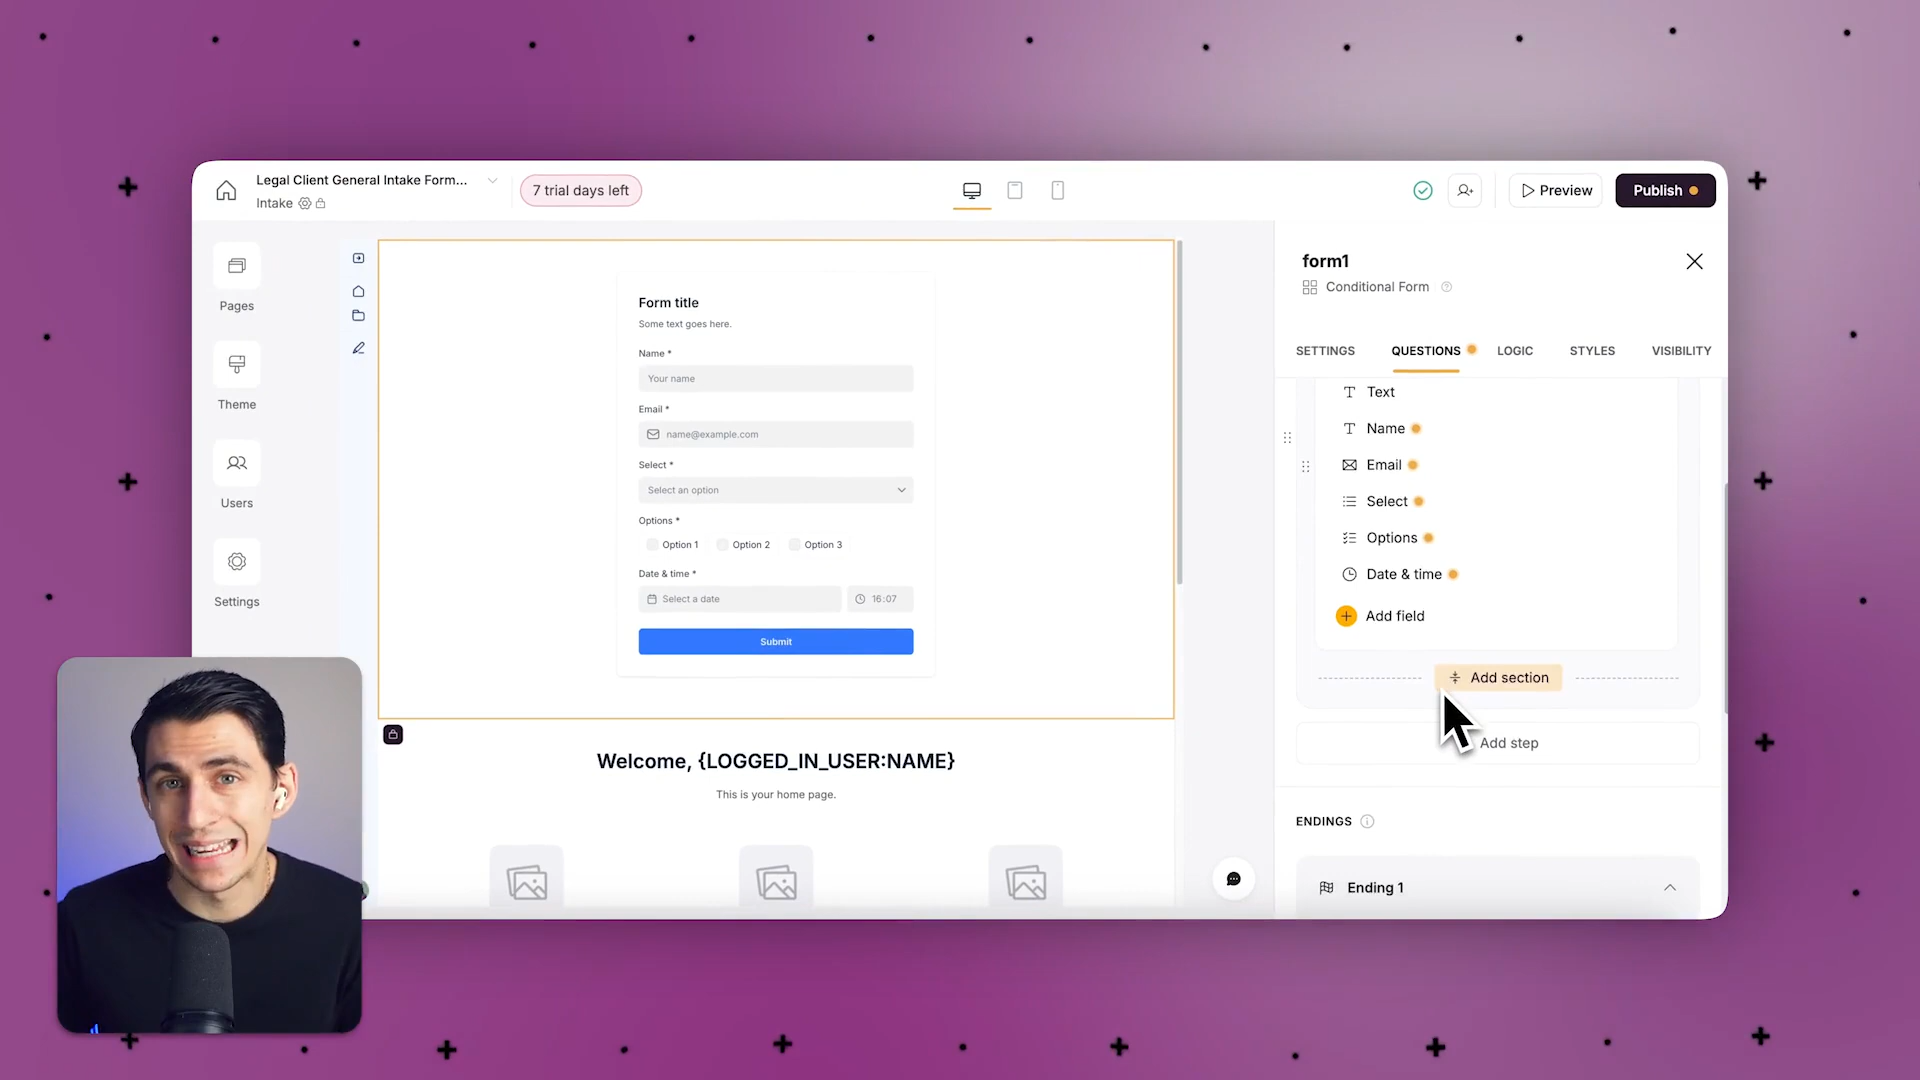 Legal Client General Intake Form...
Intake
7 trial days left
Preview
Publish
Pages
Theme
Users
Settings
Form title
Some text goes here.
Name *
Your name
Email *
name@example.com
Select *
Select an option
Options *
Option 1
Option 2
Option 3
Date & time *
Select a date
16:07
Submit
Welcome, {LOGGED_IN_USER:NAME}
This is your home page.
form1
Conditional Form
SETTINGS
QUESTIONS
LOGIC
STYLES
VISIBILITY
Text
Name
Email
Select
Options
Date & time
Add field
Add section
Add step
ENDINGS
Ending 1